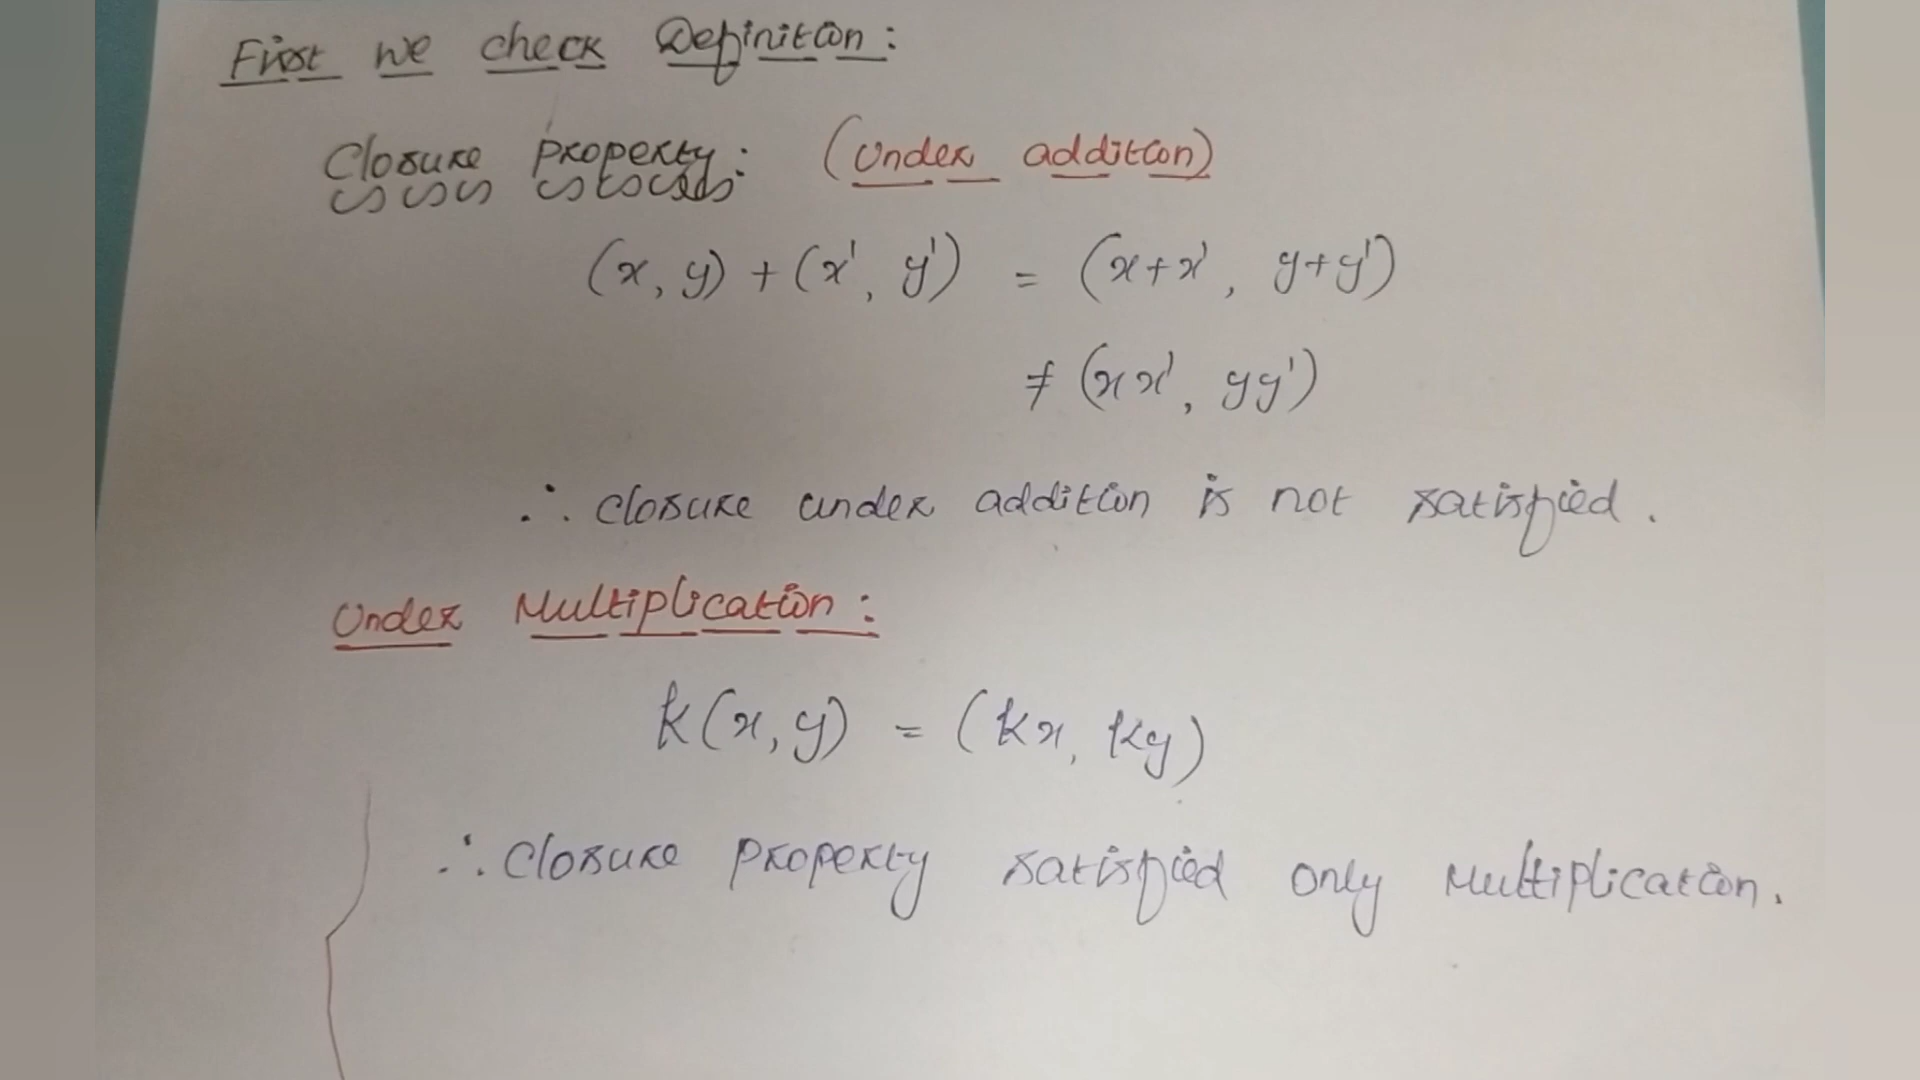 First we check Definition:
Closure property: (Under addition)
(x, y) + (x', y') = (x+x', y+y')
≠ (xx', yy')
∴ closure under addition is not satisfied.
Under Multiplication:
k(x, y) = (kx, ky)
∴ Closure property satisfied only multiplication.